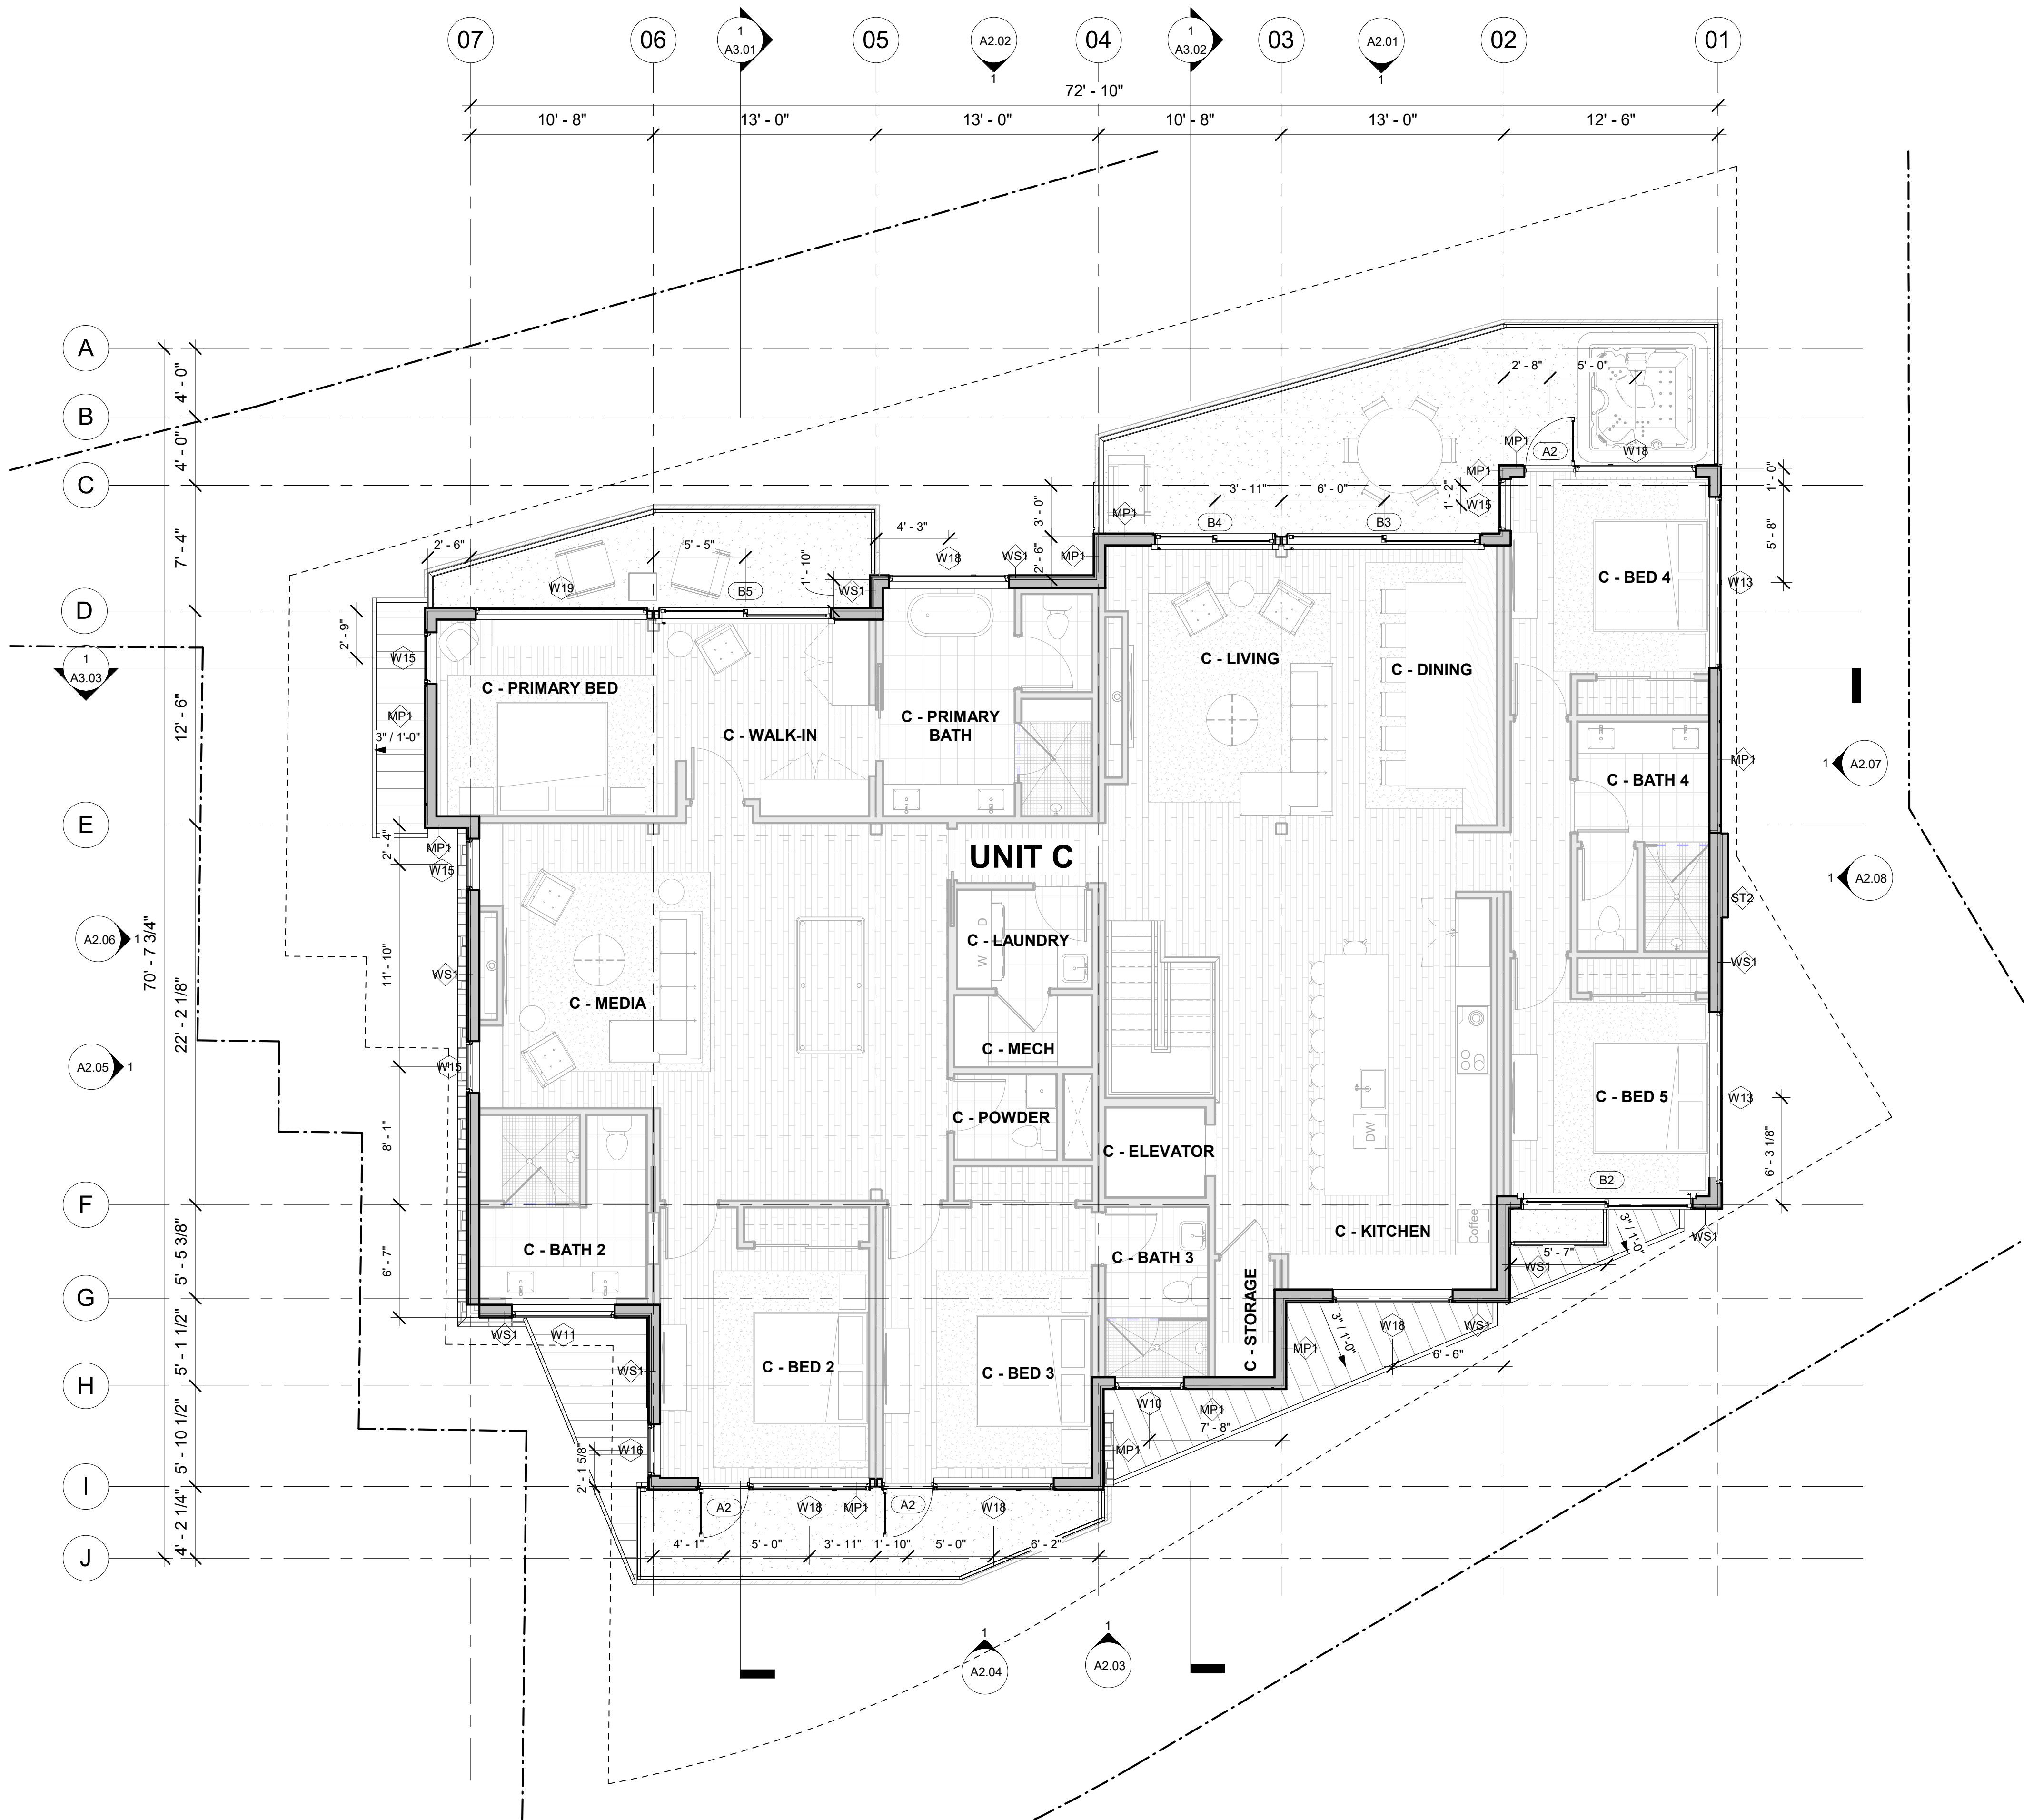 07 06 1 A3.01 05 A2.02 1 04 1 A3.02 03 A2.01 1 02 01
72' - 10"
10' - 8" 13' - 0" 13' - 0" 10' - 8" 13' - 0" 12' - 6"
A
4' - 0"
2' - 8" 5' - 0"
B
4' - 0"
MP1 A2 W18
MP1 1' - 0"
C
3' - 11" 6' - 0" 1' - 2" W15
3' - 0" MP1 B4 B3
4' - 3"
7' - 4" 2' - 6" 5' - 5" W18 WS1 MP1 2' - 6" 5' - 8"
W19 B5 1' - 10" WS1 C - BED 4 W13
D
2' - 9" W15 C - LIVING C - DINING
1 A3.03
C - PRIMARY BED
12' - 6" MP1 C - WALK-IN C - PRIMARY
BATH
3" / 1'-0" MP1 1 A2.07
C - BATH 4
E
2' - 4" MP1 UNIT C
W15 1 A2.08
ST2
A2.06 1 70' - 7 3/4" 11' - 10" W D C - LAUNDRY
WS1 WS1
C - MEDIA
22' - 2 1/8" C - MECH
A2.05 1 W15
C - BED 5 W13
C - POWDER
8' - 1" DW 6' - 3 1/8"
C - ELEVATOR
B2
F
Coffee 3" / 1'-0"
C - BATH 2 C - BATH 3 C - KITCHEN WS1
5' - 5 3/8" 6' - 7" 5' - 7"
WS1
G
C - STORAGE
WS1 W11 3" / 1'-0" W18 WS1
MP1 6' - 6"
5' - 1 1/2" WS1 C - BED 2 C - BED 3
H
W10 MP1
7' - 8"
5' - 10 1/2" 2' - 1 5/8" W16 MP1
I
A2 W18 MP1 A2 W18
4' - 2 1/4" 4' - 1" 5' - 0" 3' - 11" 1' - 10" 5' - 0" 6' - 2"
J
1 1
A2.04 A2.03